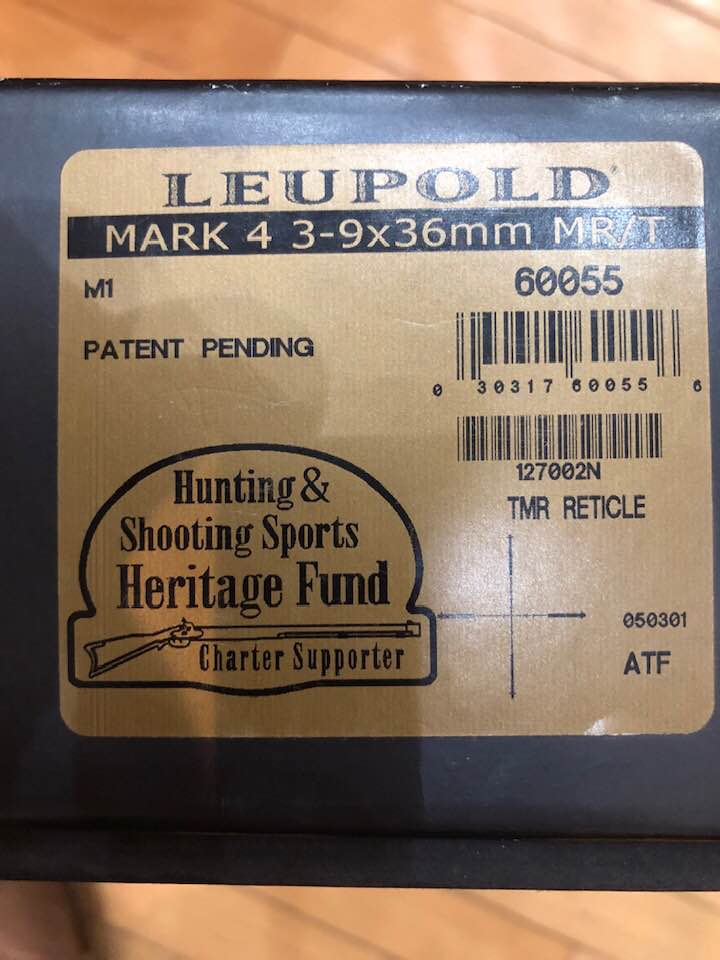 LEUPOLD
MARK 4 3-9x36mm MR/T
M1
60055
PATENT PENDING
0 30317 60055 6
127002N
TMR RETICLE
Hunting &
Shooting Sports
Heritage Fund
Charter Supporter
050301
ATF